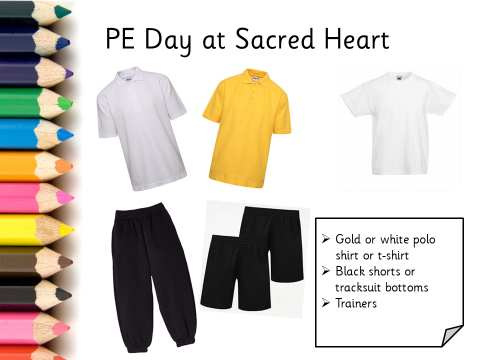 PE Day at Sacred Heart
➢ Gold or white polo
shirt or t-shirt
➢ Black shorts or
tracksuit bottoms
➢ Trainers